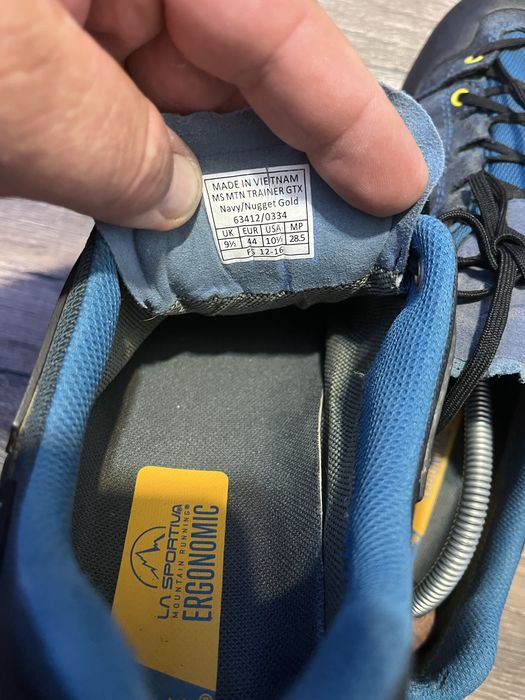 MADE IN VIETNAM
MS MTN TRAINER GTX
Navy/Nugget Gold
63412/0334
UK EUR USA MP
9½ 44 10½ 28.5
FS 12-16
LA SPORTIVA
MOUNTAIN RUNNING®
ERGONOMIC